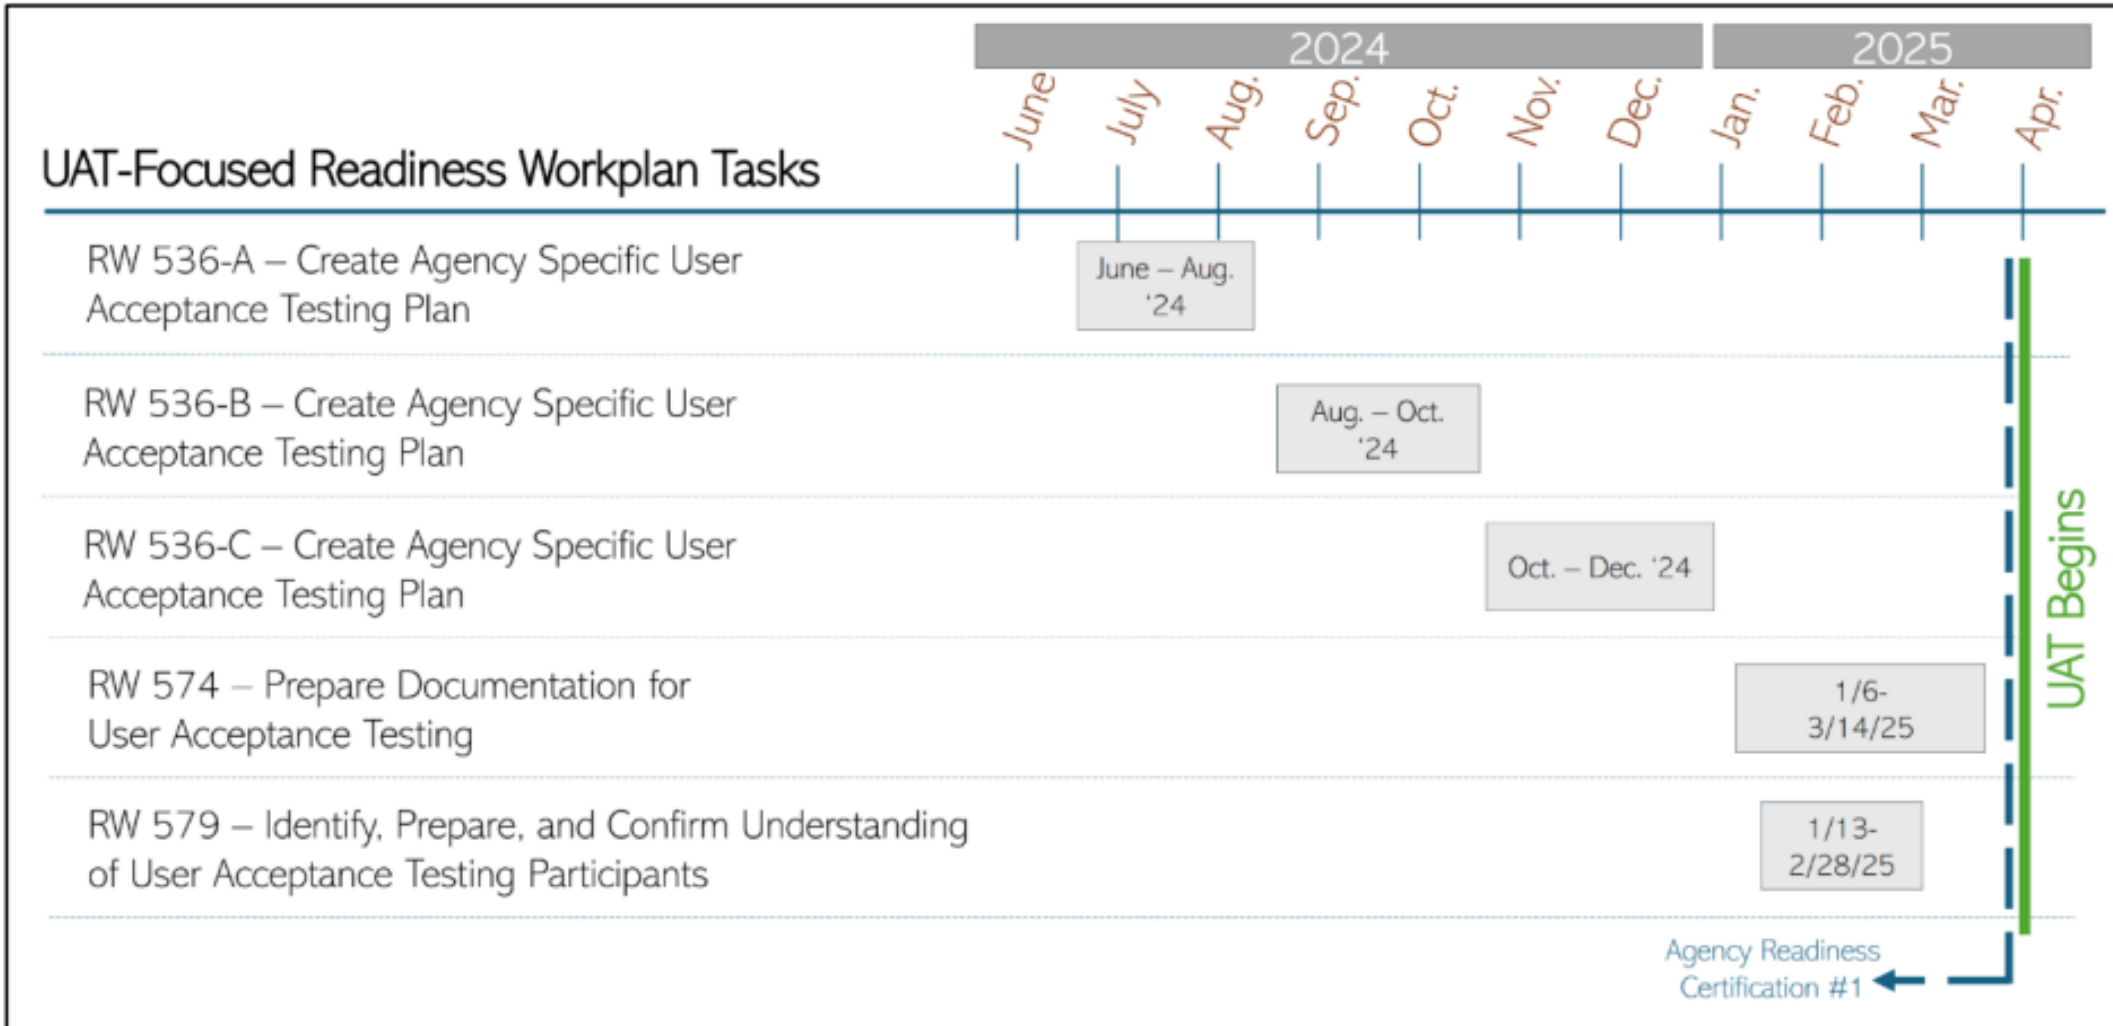 2024
2025
June
July
Aug.
Sep.
Oct.
Nov.
Dec.
Jan.
Feb.
Mar.
Apr.
UAT-Focused Readiness Workplan Tasks
RW 536-A – Create Agency Specific User
Acceptance Testing Plan
June – Aug.
‘24
RW 536-B – Create Agency Specific User
Acceptance Testing Plan
Aug. – Oct.
‘24
RW 536-C – Create Agency Specific User
Acceptance Testing Plan
Oct. – Dec. ‘24
RW 574 – Prepare Documentation for
User Acceptance Testing
1/6-
3/14/25
RW 579 – Identify, Prepare, and Confirm Understanding
of User Acceptance Testing Participants
1/13-
2/28/25
UAT Begins
Agency Readiness
Certification #1